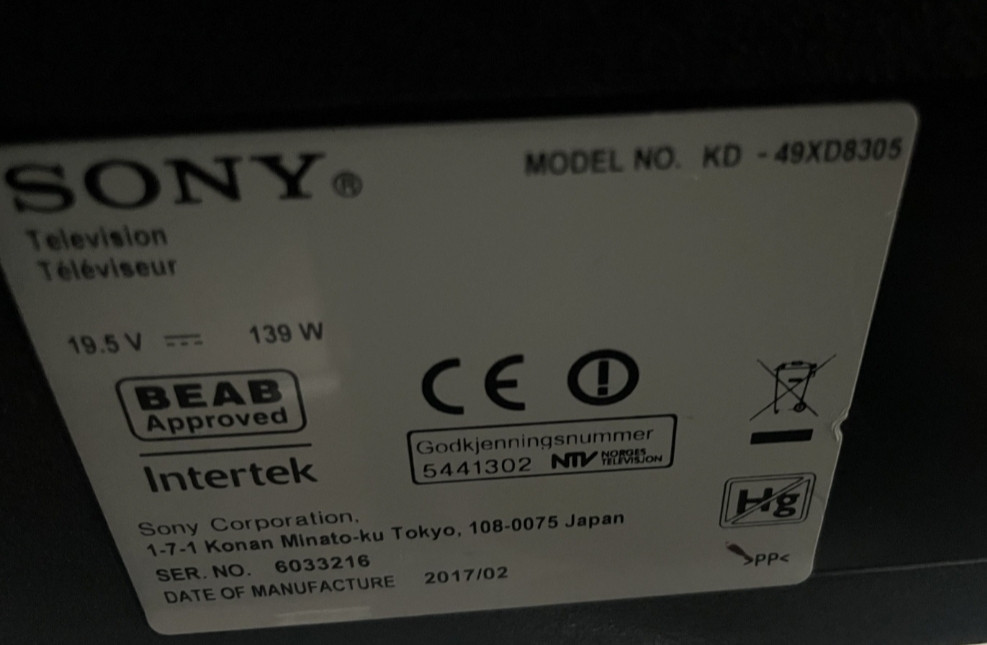 SONY®
MODEL NO. KD - 49XD8305
Television
Téléviseur
19.5 V 139 W
BEAB
Approved
CE
Intertek
Godkjenningsnummer
5441302 NTV NORGES TELEVISJON
Hg
Sony Corporation,
1-7-1 Konan Minato-ku Tokyo, 108-0075 Japan
SER. NO. 6033216
DATE OF MANUFACTURE 2017/02
>PP<